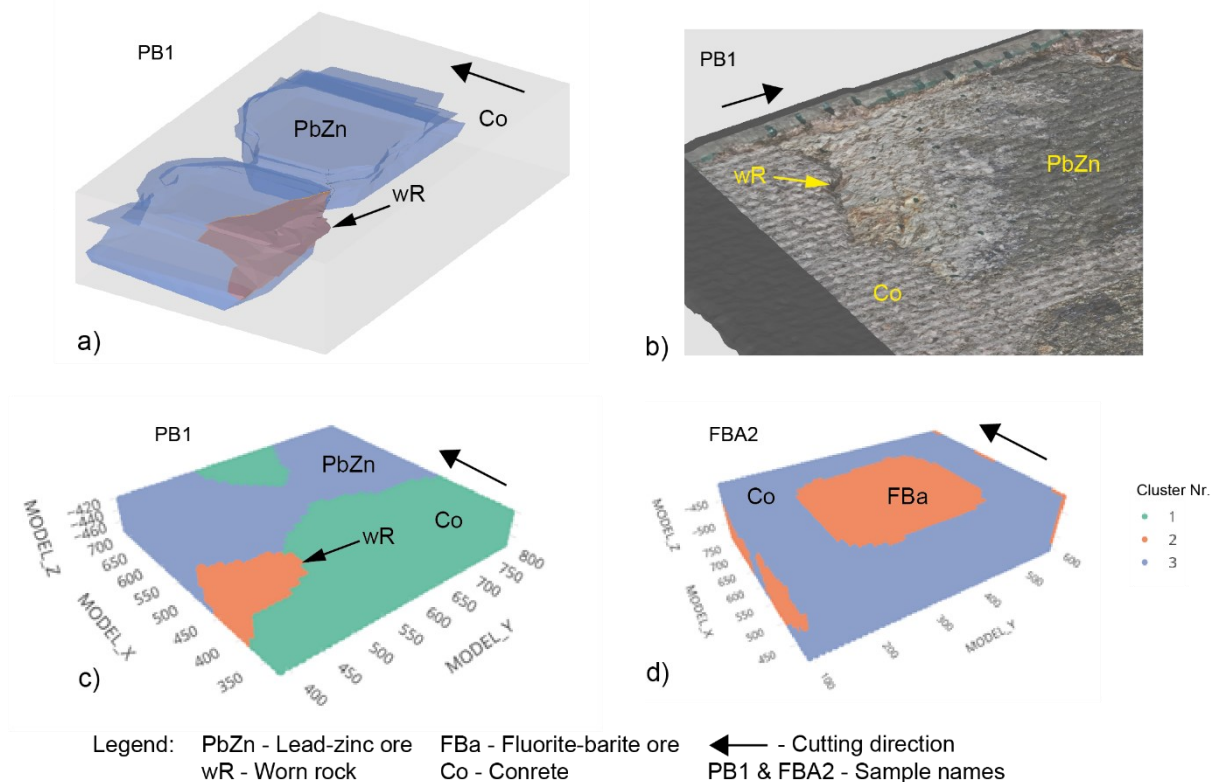 PB1
PbZn
Co
wR
a)
PB1
PbZn
wR
Co
b)
PB1
PbZn
Co
wR
-420
-440
-460
MODEL_Z
700
650
600
550
500
450
400
350
MODEL_X
400
450
500
550
600
650
700
750
800
MODEL_Y
c)
FBA2
Co
FBa
-450
-500
MODEL_Z
750
700
650
600
550
500
450
MODEL_X
100
200
300
400
500
600
MODEL_Y
d)
Cluster Nr.
1
2
3
Legend: PbZn - Lead-zinc ore FBa - Fluorite-barite ore - Cutting direction
wR - Worn rock Co - Conrete PB1 & FBA2 - Sample names